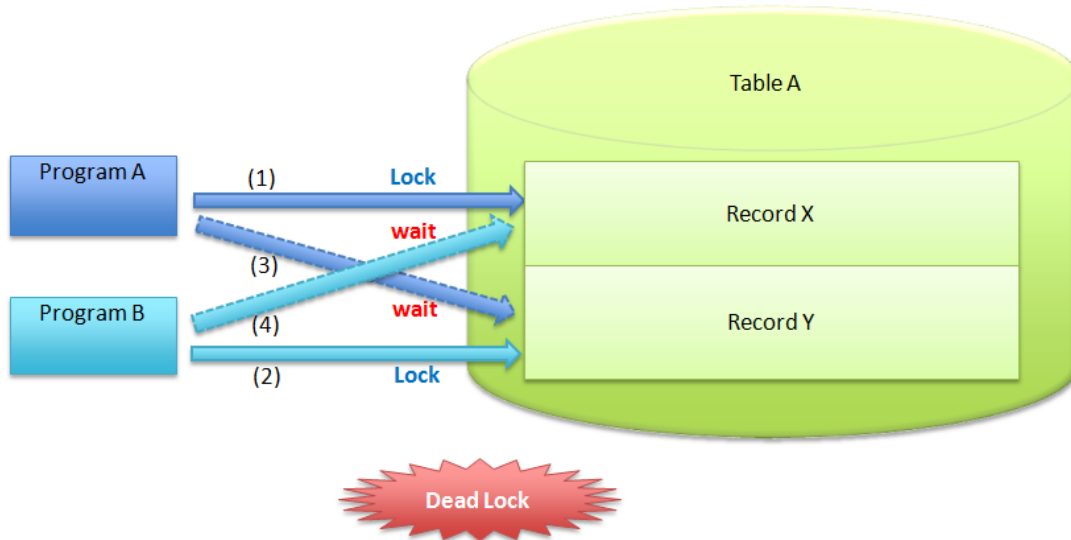 Table A
Program A
(1)
Lock
Record X
wait
(3)
Program B
wait
Record Y
(4)
(2)
Lock
Dead Lock